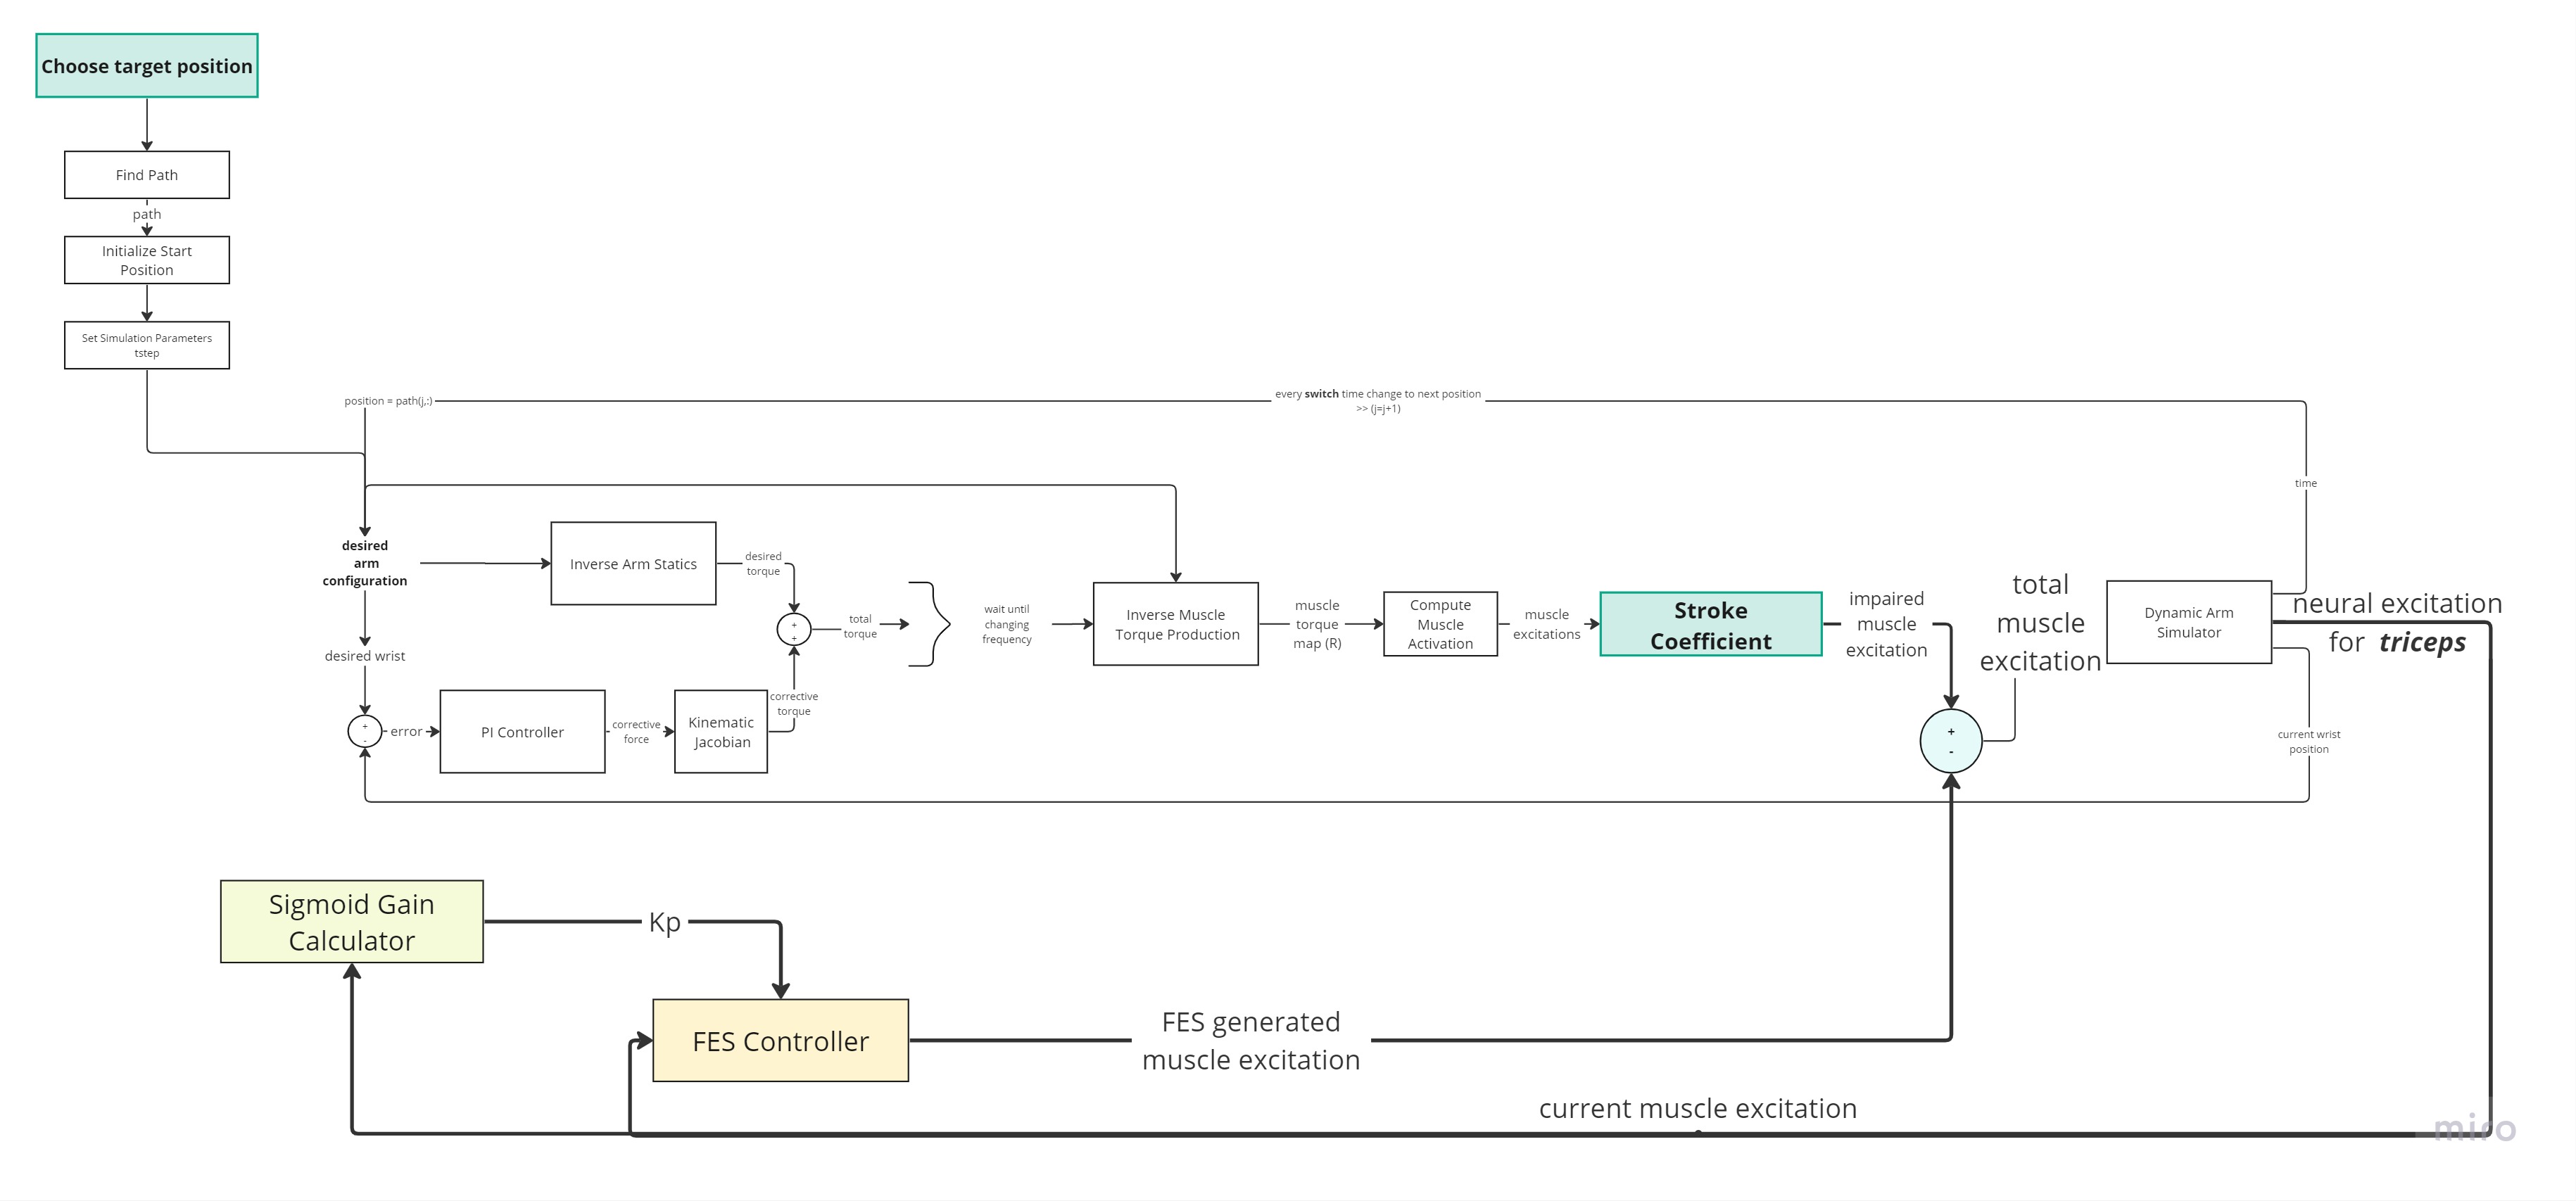 Choose target position
Find Path
path
Initialize Start
Position
Set Simulation Parameters
tstep
position = path(j,:)
every switch time change to next position
>> (j=j+1)
time
desired
arm
configuration
Inverse Arm Statics
desired
torque
+
+
total
torque
wait until
changing
frequency
Inverse Muscle
Torque Production
muscle
torque
map (R)
Compute
Muscle
Activation
muscle
excitations
Stroke
Coefficient
impaired
muscle
excitation
total
muscle
excitation
Dynamic Arm
Simulator
neural excitation
for triceps
desired wrist
+
-
error
PI Controller
corrective
force
Kinematic
Jacobian
corrective
torque
+
-
current wrist
position
Sigmoid Gain
Calculator
Kp
FES Controller
FES generated
muscle excitation
current muscle excitation
miro